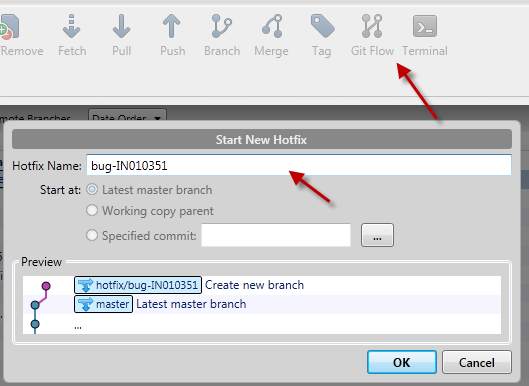 /Remove Fetch Pull Push Branch Merge Tag Git Flow Terminal
mote Branches Date Order
Start New Hotfix
Hotfix Name: bug-IN010351
Start at: Latest master branch
Working copy parent
Specified commit: ...
Preview
hotfix/bug-IN010351 Create new branch
master Latest master branch
...
OK Cancel